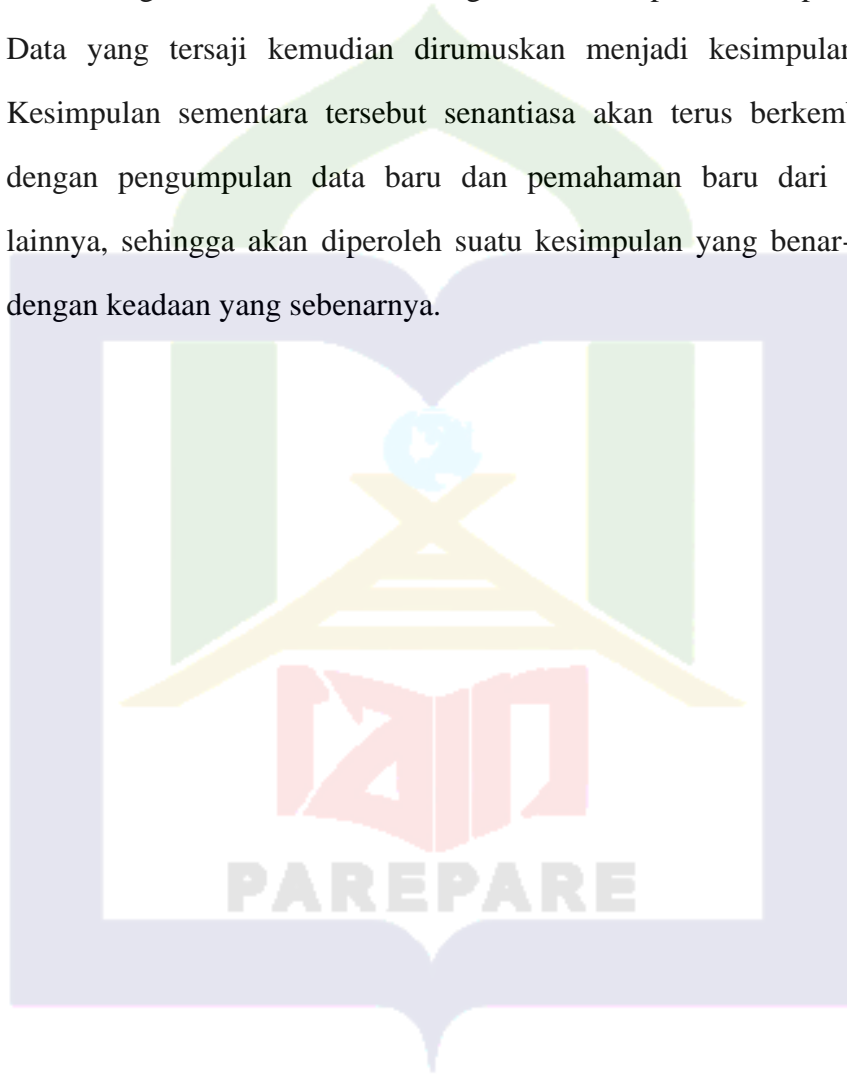 Data yang tersaji kemudian dirumuskan menjadi kesimpulan
Kesimpulan sementara tersebut senantiasa akan terus berkem
dengan pengumpulan data baru dan pemahaman baru dari
lainnya, sehingga akan diperoleh suatu kesimpulan yang benar-
dengan keadaan yang sebenarnya.
iain
PAREPARE